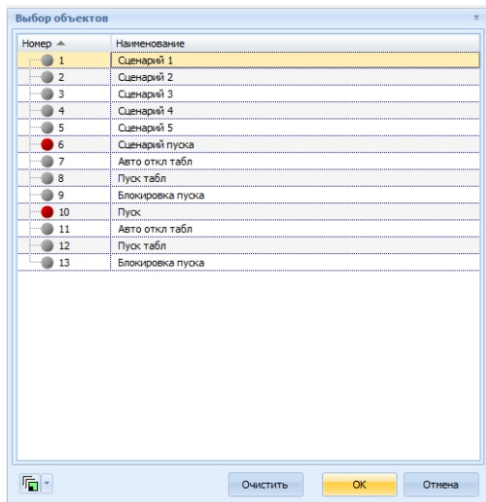 Выбор объектов
x
Номер Наименование
1 Сценарий 1
2 Сценарий 2
3 Сценарий 3
4 Сценарий 4
5 Сценарий 5
6 Сценарий пуска
7 Авто откл табл
8 Пуск табл
9 Блокировка пуска
10 Пуск
11 Авто откл табл
12 Пуск табл
13 Блокировка пуска
Очистить OK Отмена